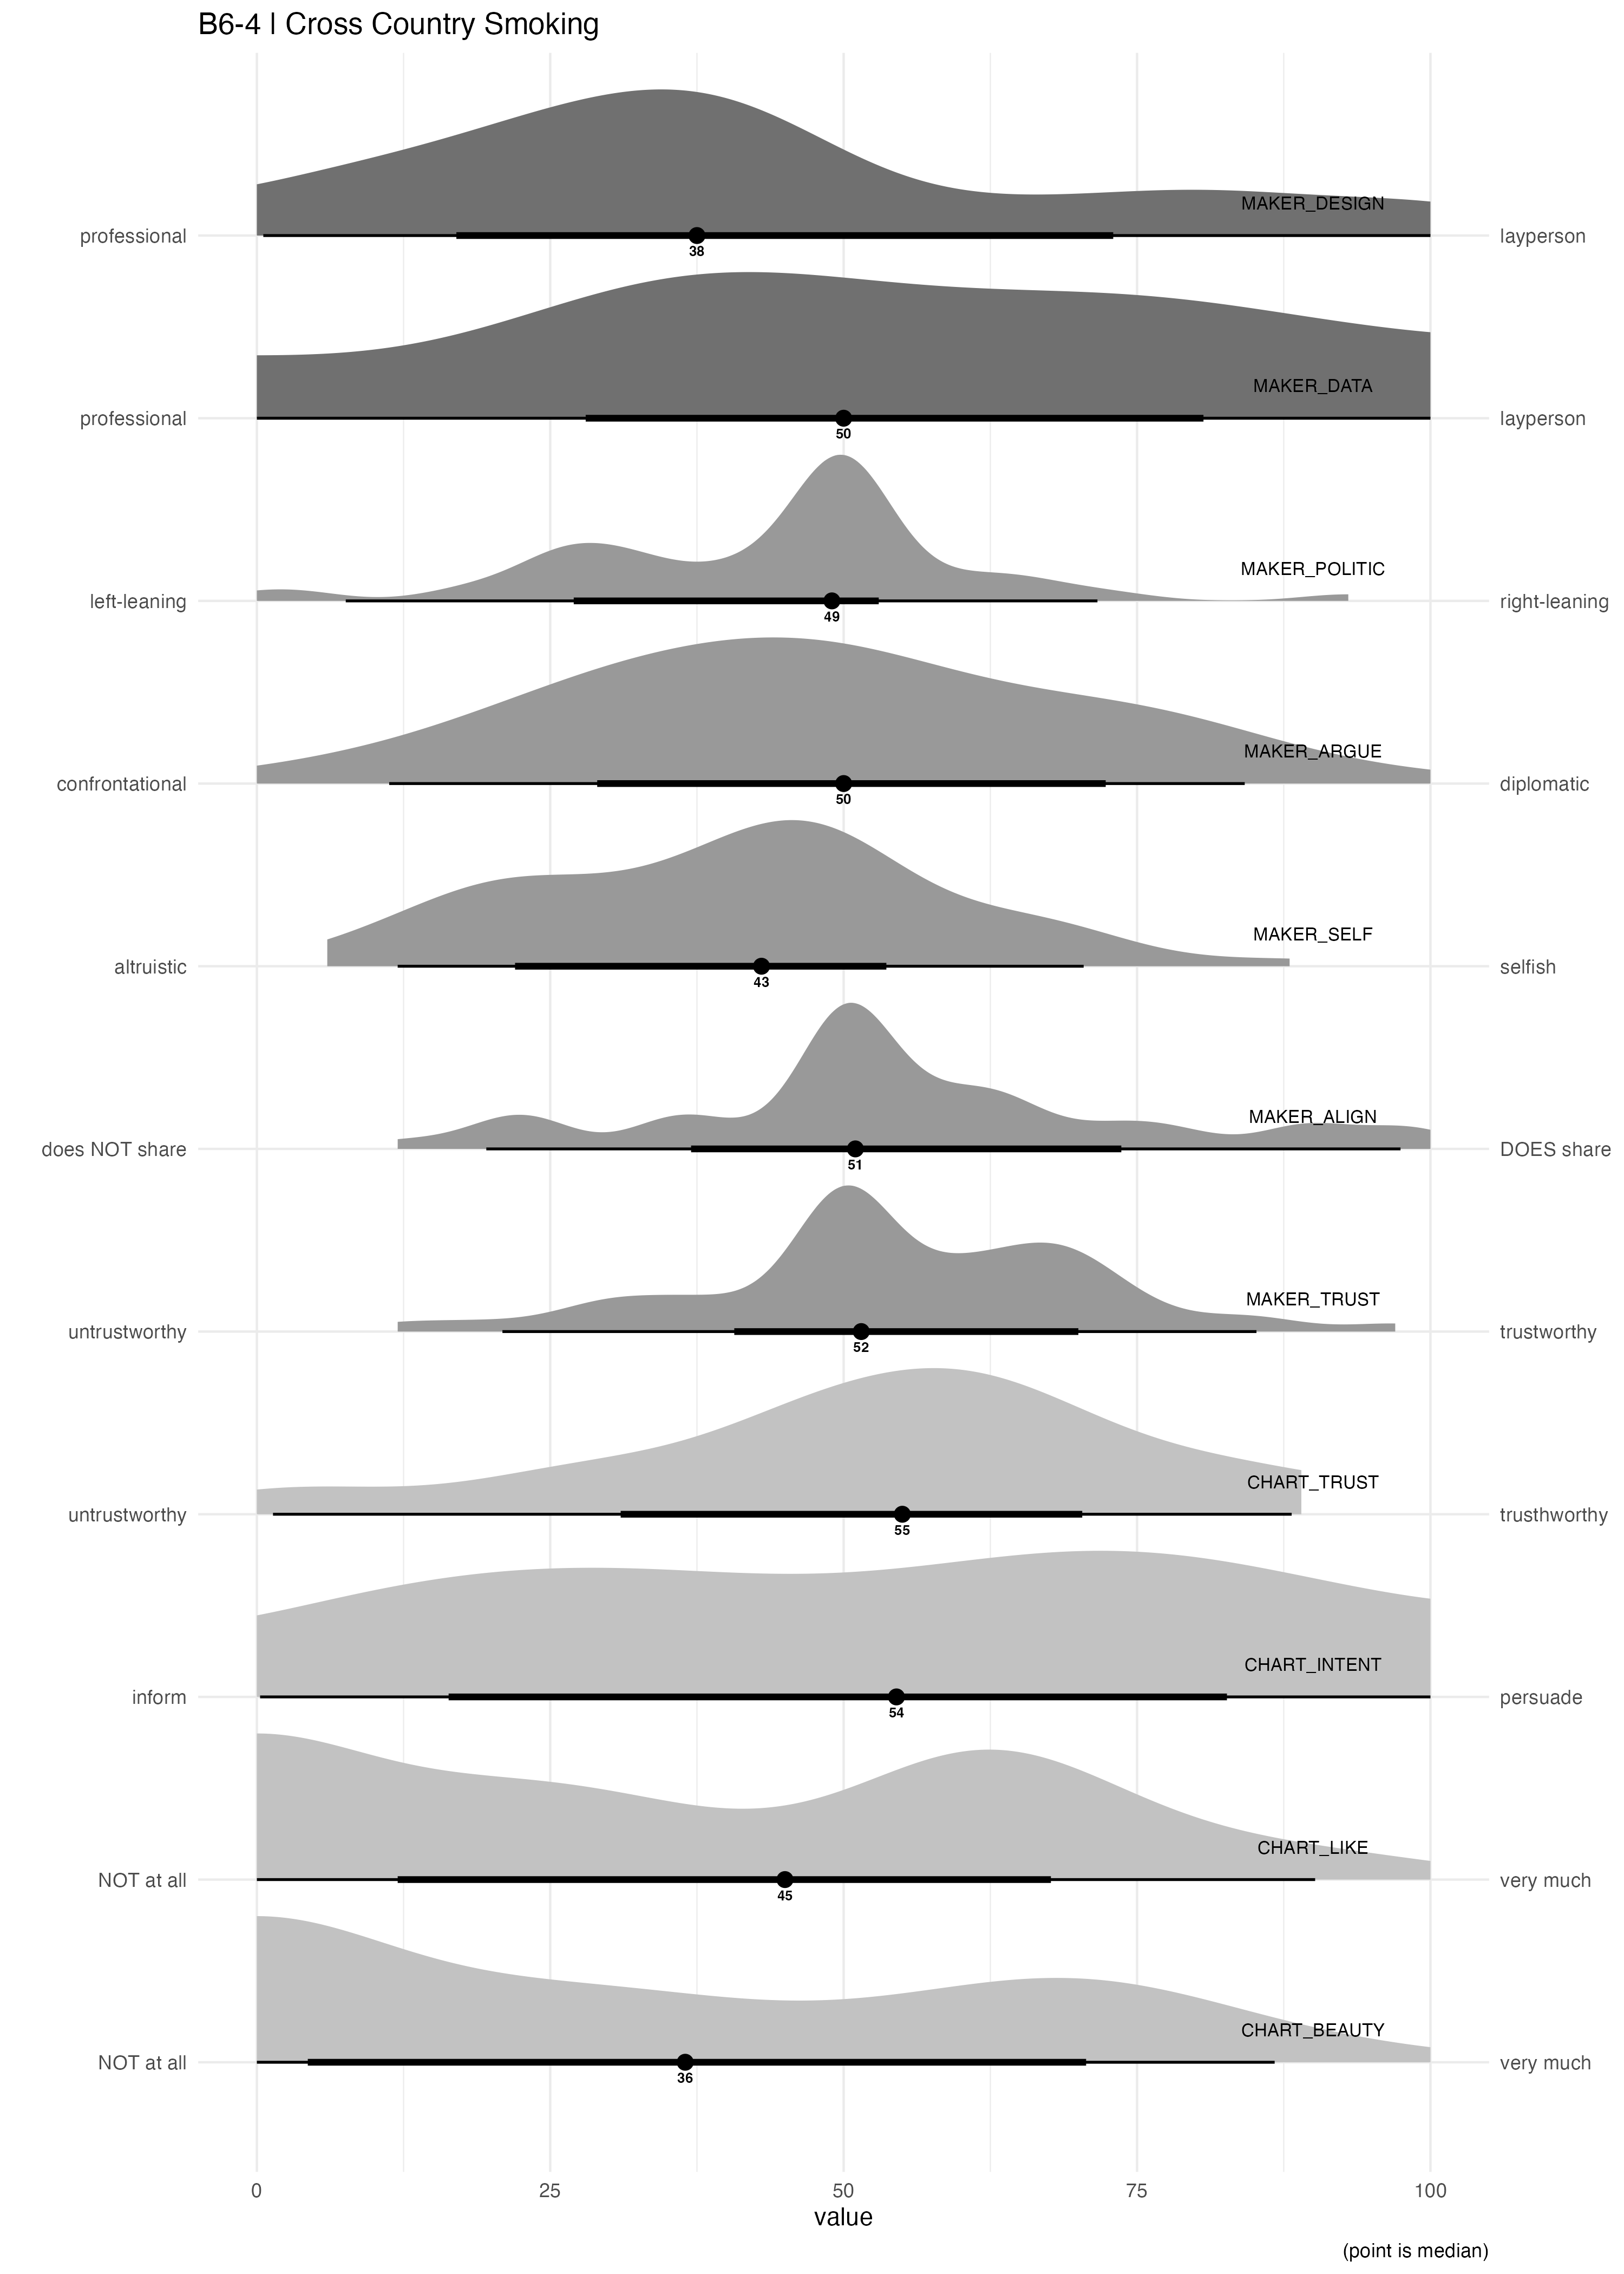 B6-4 | Cross Country Smoking
MAKER_DESIGN
professional
layperson
38
MAKER_DATA
professional
layperson
50
MAKER_POLITIC
left-leaning
right-leaning
49
MAKER_ARGUE
confrontational
diplomatic
50
MAKER_SELF
altruistic
selfish
43
MAKER_ALIGN
does NOT share
DOES share
51
MAKER_TRUST
untrustworthy
trustworthy
52
CHART_TRUST
untrustworthy
trusthworthy
55
CHART_INTENT
inform
persuade
54
CHART_LIKE
NOT at all
very much
45
CHART_BEAUTY
NOT at all
very much
36
0 25 50 75 100
value
(point is median)